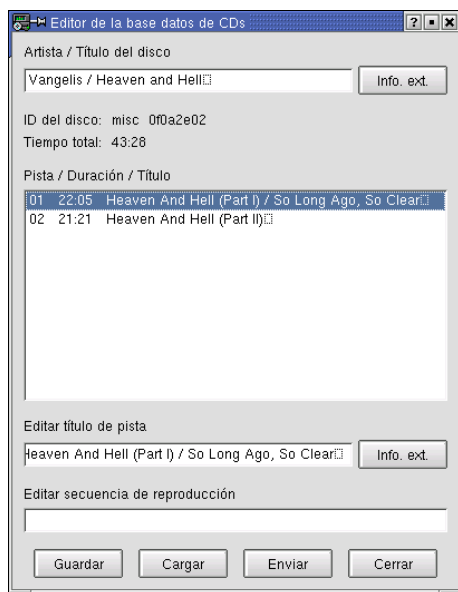 Editor de la base datos de CDs
Artista / Título del disco
Vangelis / Heaven and Hell
Info. ext.
ID del disco: misc 0f0a2e02
Tiempo total: 43:28
Pista / Duración / Título
01 22:05 Heaven And Hell (Part I) / So Long Ago, So Clear
02 21:21 Heaven And Hell (Part II)
Editar título de pista
Heaven And Hell (Part I) / So Long Ago, So Clear
Info. ext.
Editar secuencia de reproducción
Guardar Cargar Enviar Cerrar